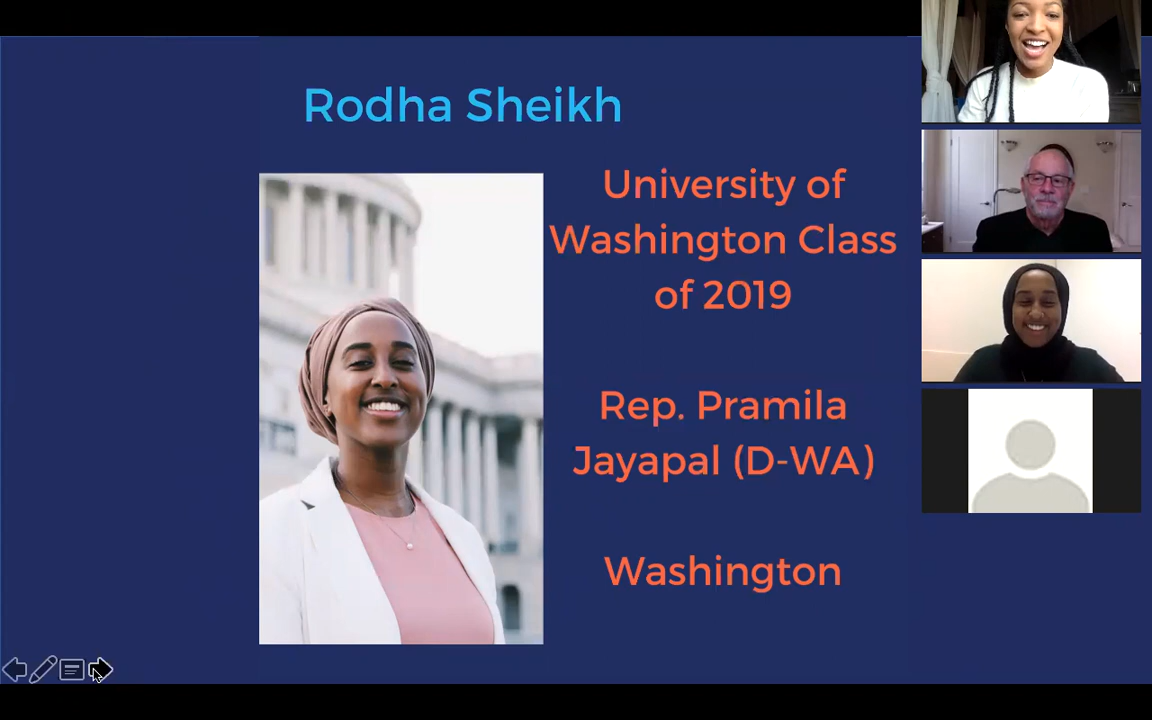 Rodha Sheikh
University of
Washington Class
of 2019
Rep. Pramila
Jayapal (D-WA)
Washington